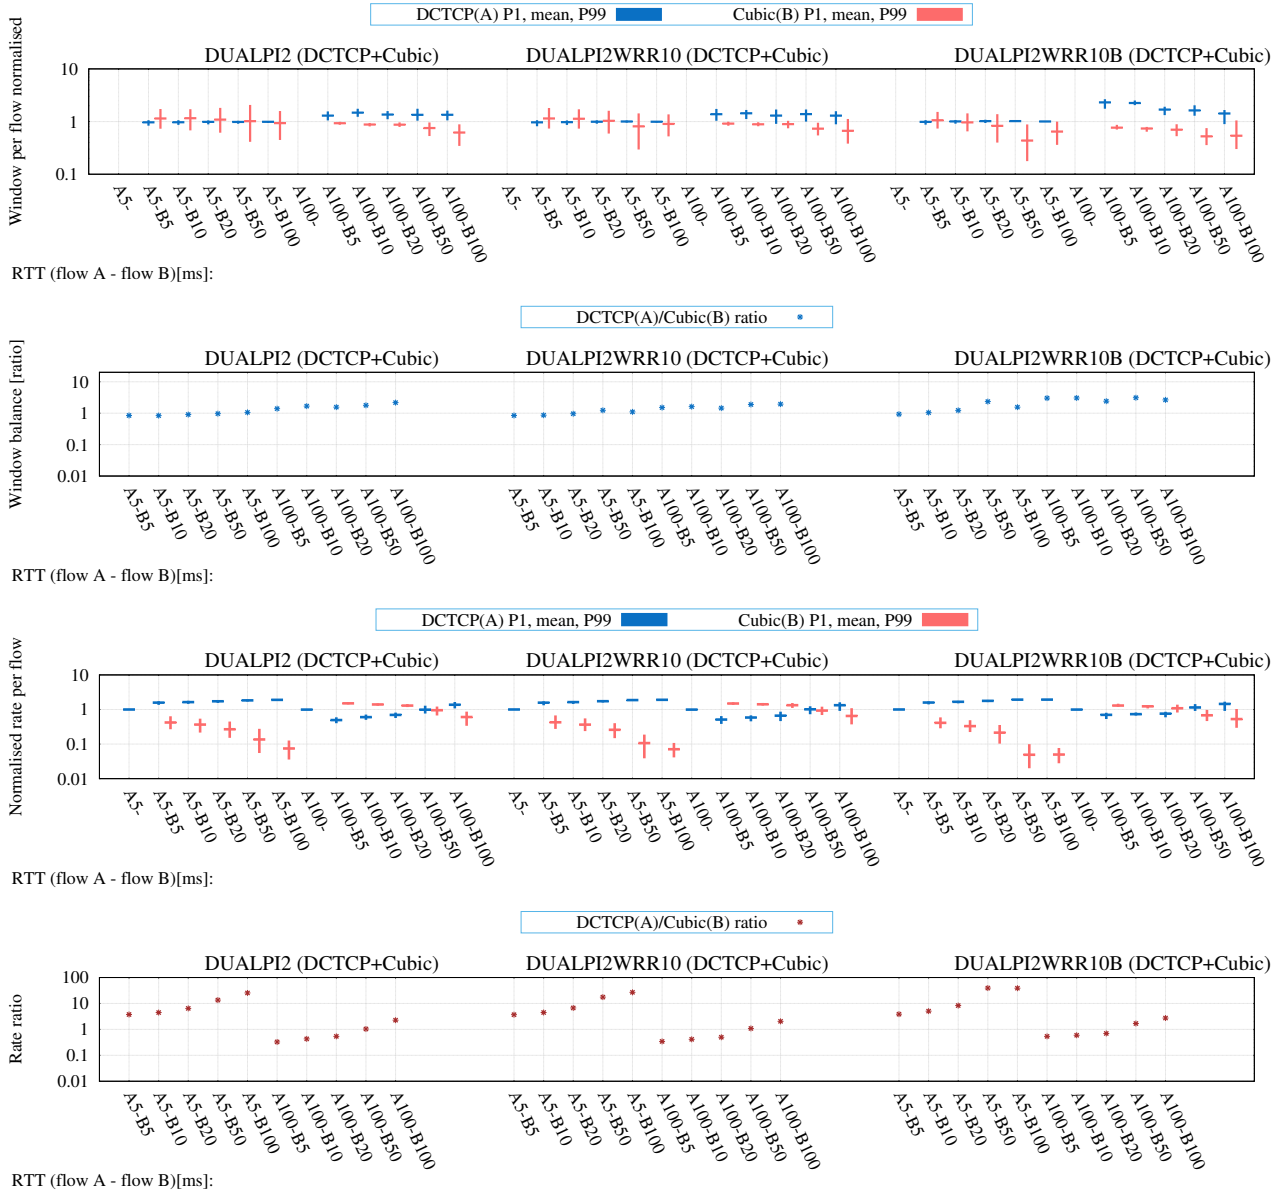 DCTCP(A) P1, mean, P99 Cubic(B) P1, mean, P99
DUALPI2 (DCTCP+Cubic) DUALPI2WRR10 (DCTCP+Cubic) DUALPI2WRR10B (DCTCP+Cubic)
Window per flow normalised
10
1
0.1
A5- A5-B5 A5-B10 A5-B20 A5-B50 A5-B100 A100- A100-B5 A100-B10 A100-B20 A100-B50 A100-B100 A5- A5-B5 A5-B10 A5-B20 A5-B50 A5-B100 A100- A100-B5 A100-B10 A100-B20 A100-B50 A100-B100 A5- A5-B5 A5-B10 A5-B20 A5-B50 A5-B100 A100- A100-B5 A100-B10 A100-B20 A100-B50 A100-B100
RTT (flow A - flow B)[ms]:
DCTCP(A)/Cubic(B) ratio
DUALPI2 (DCTCP+Cubic) DUALPI2WRR10 (DCTCP+Cubic) DUALPI2WRR10B (DCTCP+Cubic)
Window balance [ratio]
10
1
0.1
0.01
A5-B5 A5-B10 A5-B20 A5-B50 A5-B100 A100-B5 A100-B10 A100-B20 A100-B50 A100-B100 A5-B5 A5-B10 A5-B20 A5-B50 A5-B100 A100-B5 A100-B10 A100-B20 A100-B50 A100-B100 A5-B5 A5-B10 A5-B20 A5-B50 A5-B100 A100-B5 A100-B10 A100-B20 A100-B50 A100-B100
RTT (flow A - flow B)[ms]:
DCTCP(A) P1, mean, P99 Cubic(B) P1, mean, P99
DUALPI2 (DCTCP+Cubic) DUALPI2WRR10 (DCTCP+Cubic) DUALPI2WRR10B (DCTCP+Cubic)
Normalised rate per flow
10
1
0.1
0.01
A5- A5-B5 A5-B10 A5-B20 A5-B50 A5-B100 A100- A100-B5 A100-B10 A100-B20 A100-B50 A100-B100 A5- A5-B5 A5-B10 A5-B20 A5-B50 A5-B100 A100- A100-B5 A100-B10 A100-B20 A100-B50 A100-B100 A5- A5-B5 A5-B10 A5-B20 A5-B50 A5-B100 A100- A100-B5 A100-B10 A100-B20 A100-B50 A100-B100
RTT (flow A - flow B)[ms]:
DCTCP(A)/Cubic(B) ratio
DUALPI2 (DCTCP+Cubic) DUALPI2WRR10 (DCTCP+Cubic) DUALPI2WRR10B (DCTCP+Cubic)
Rate ratio
100
10
1
0.1
0.01
A5-B5 A5-B10 A5-B20 A5-B50 A5-B100 A100-B5 A100-B10 A100-B20 A100-B50 A100-B100 A5-B5 A5-B10 A5-B20 A5-B50 A5-B100 A100-B5 A100-B10 A100-B20 A100-B50 A100-B100 A5-B5 A5-B10 A5-B20 A5-B50 A5-B100 A100-B5 A100-B10 A100-B20 A100-B50 A100-B100
RTT (flow A - flow B)[ms]: